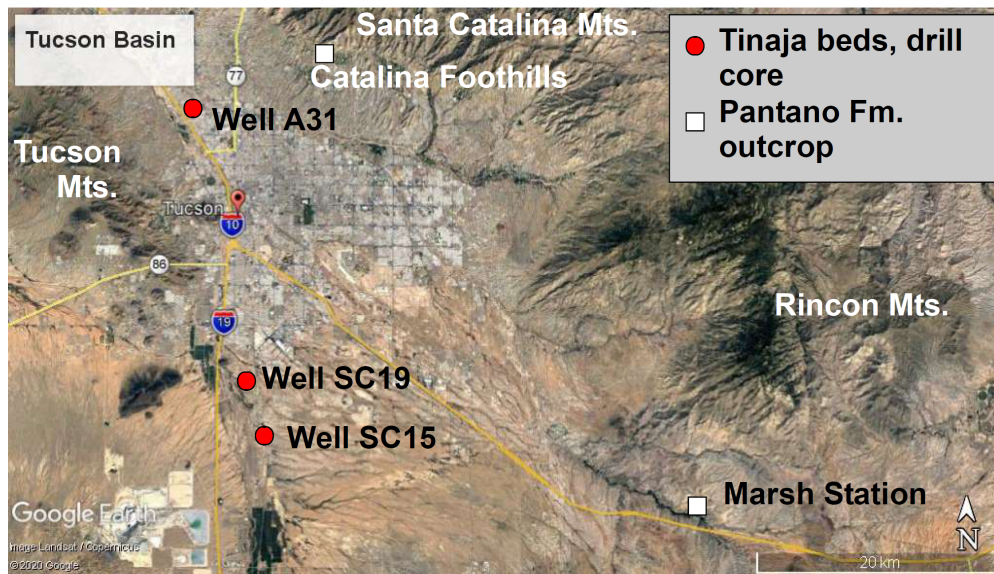 Tucson Basin
Santa Catalina Mts.
Catalina Foothills
77
Well A31
Tucson
Mts.
Tucson
10
86
19
Rincon Mts.
Well SC19
Well SC15
Marsh Station
Tinaja beds, drill
core
Pantano Fm.
outcrop
Google Earth
Image Landsat / Copernicus
©2020 Google
N
20 km